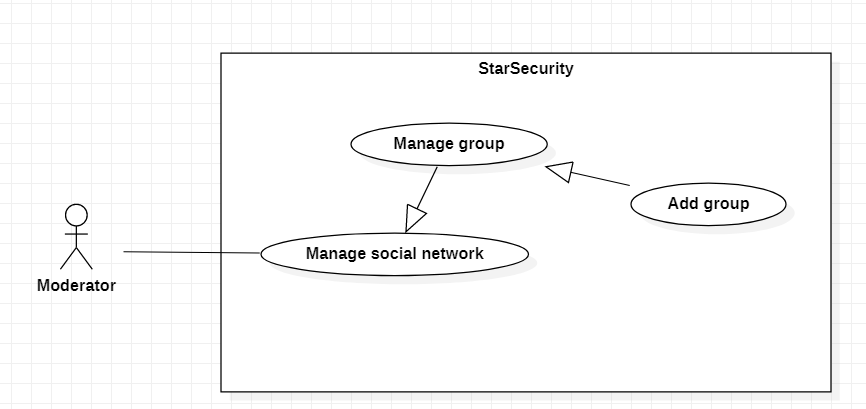 StarSecurity
Manage group
Add group
Manage social network
Moderator